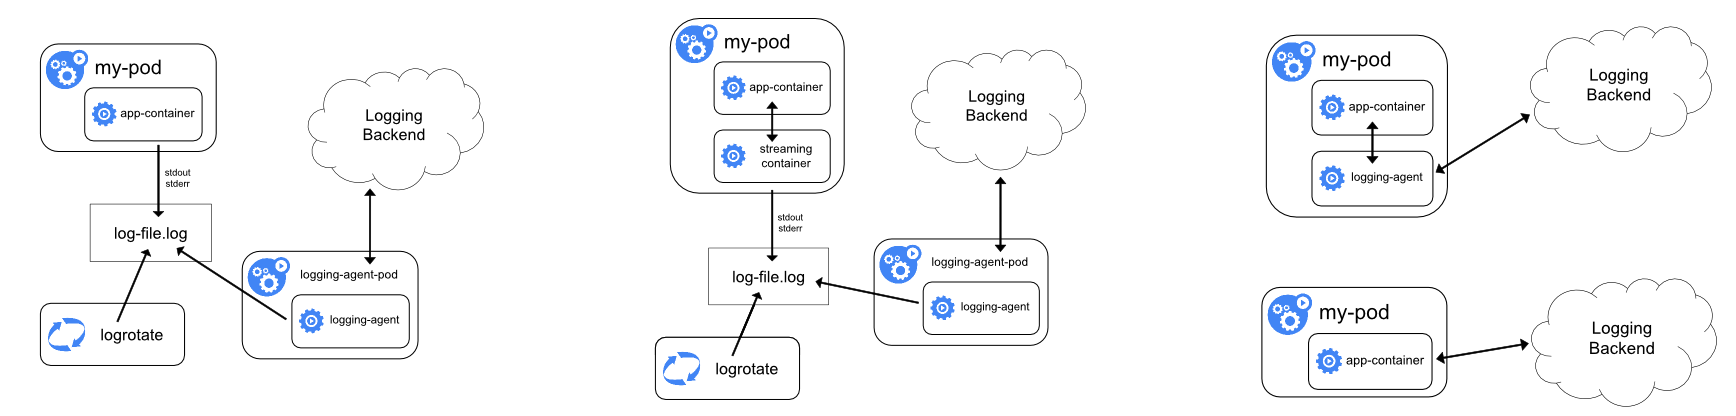 my-pod
app-container
Logging
Backend
stdout
stderr
log-file.log
logging-agent-pod
logging-agent
logrotate
my-pod
app-container
streaming
container
Logging
Backend
stdout
stderr
log-file.log
logging-agent-pod
logging-agent
logrotate
my-pod
app-container
logging-agent
Logging
Backend
my-pod
app-container
Logging
Backend